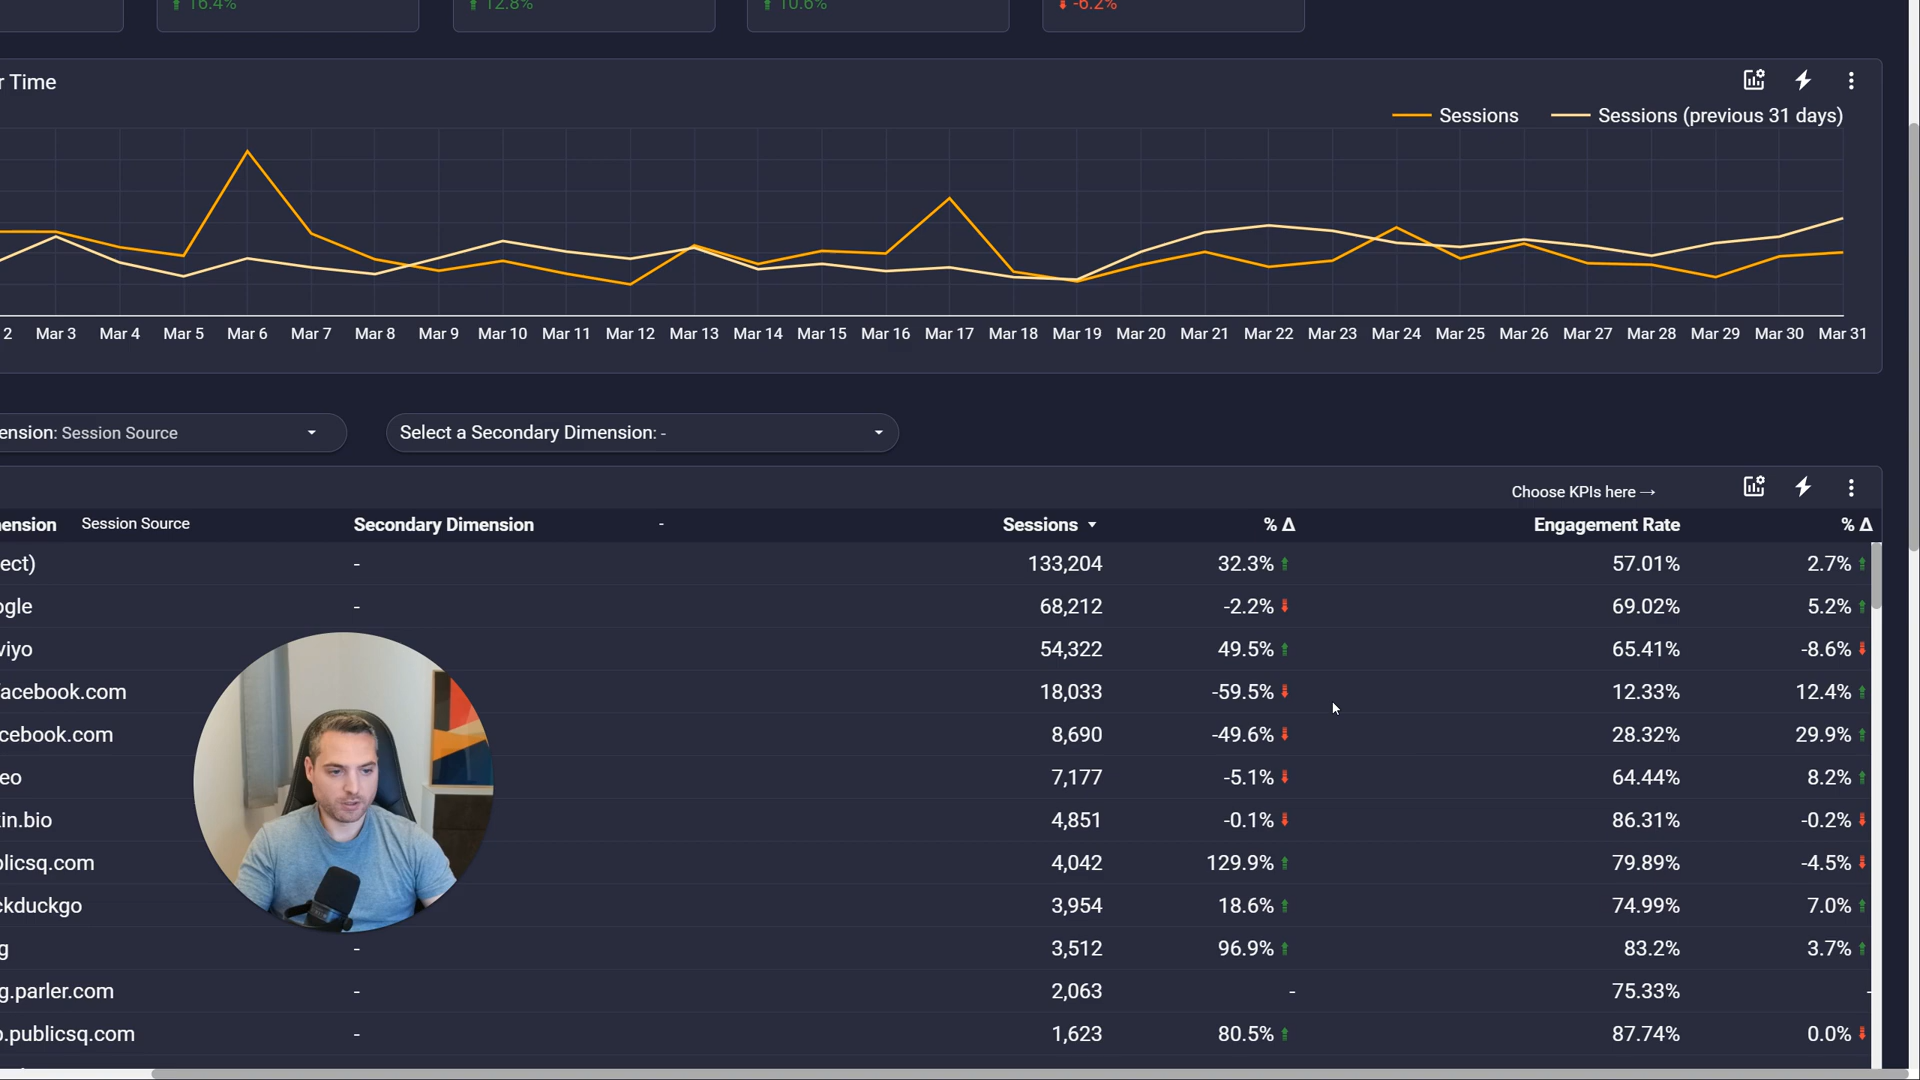 16.4% 12.8% 10.6% -6.2%
r Time
Sessions Sessions (previous 31 days)
2 Mar 3 Mar 4 Mar 5 Mar 6 Mar 7 Mar 8 Mar 9 Mar 10 Mar 11 Mar 12 Mar 13 Mar 14 Mar 15 Mar 16 Mar 17 Mar 18 Mar 19 Mar 20 Mar 21 Mar 22 Mar 23 Mar 24 Mar 25 Mar 26 Mar 27 Mar 28 Mar 29 Mar 30 Mar 31
ension: Session Source Select a Secondary Dimension: -
Choose KPIs here →
ension Session Source Secondary Dimension - Sessions % Δ Engagement Rate % Δ
ect) - 133,204 32.3% 57.01% 2.7%
ogle - 68,212 -2.2% 69.02% 5.2%
viyo 54,322 49.5% 65.41% -8.6%
facebook.com 18,033 -59.5% 12.33% 12.4%
cebook.com 8,690 -49.6% 28.32% 29.9%
eo 7,177 -5.1% 64.44% 8.2%
in.bio 4,851 -0.1% 86.31% -0.2%
blicsq.com 4,042 129.9% 79.89% -4.5%
ckduckgo 3,954 18.6% 74.99% 7.0%
g - 3,512 96.9% 83.2% 3.7%
g.parler.com - 2,063 - 75.33% -
.publicsq.com - 1,623 80.5% 87.74% 0.0%